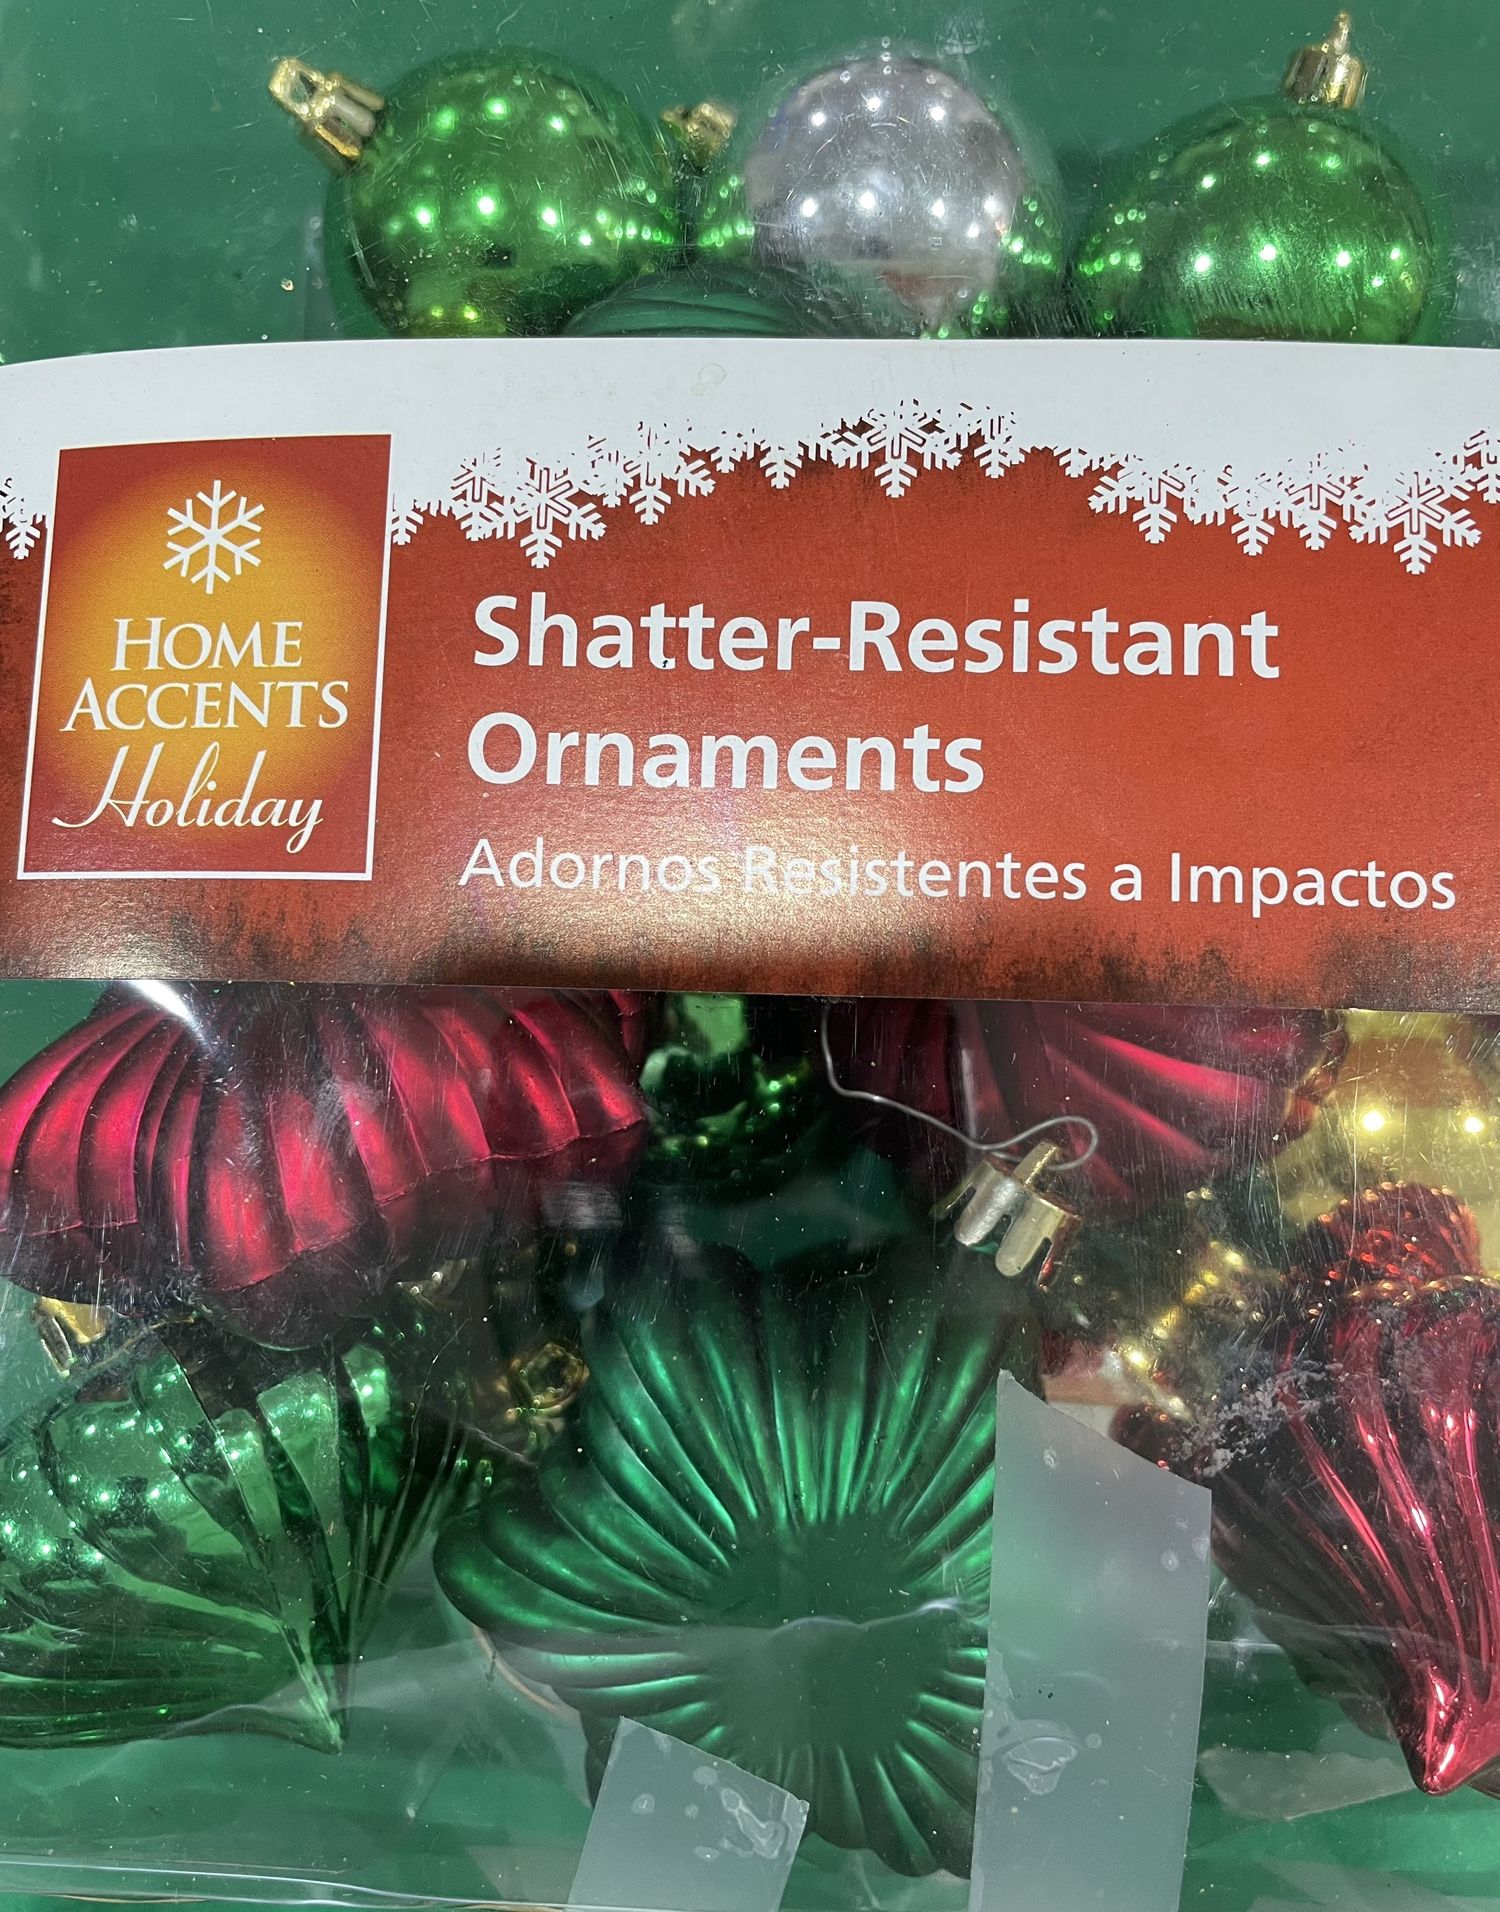 HOME
ACCENTS
Holiday
Shatter-Resistant
Ornaments
Adornos Resistentes a Impactos